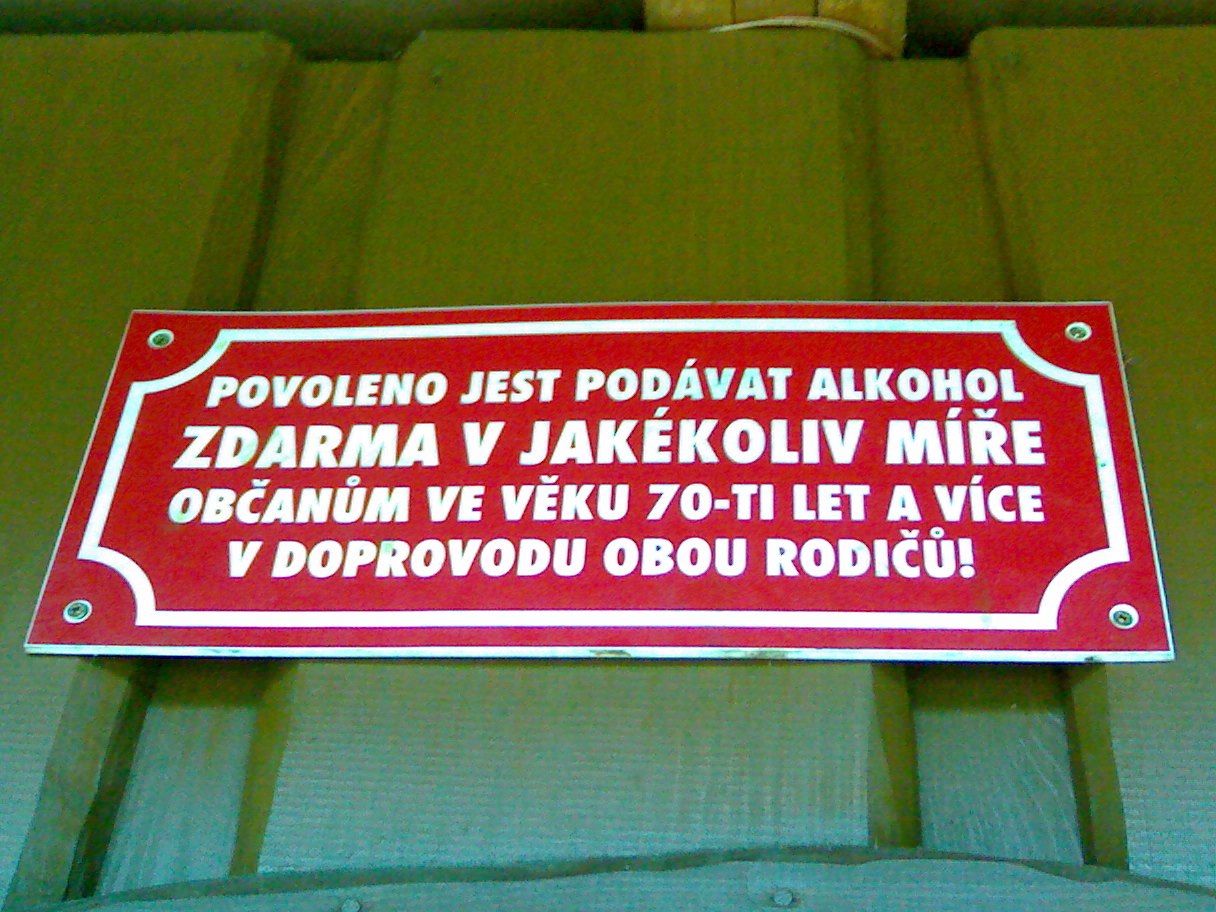 POVOLENO JEST PODÁVAT ALKOHOL
ZDARMA V JAKÉKOLIV MÍŘE
OBČANŮM VE VĚKU 70-TI LET A VÍCE
V DOPROVODU OBOU RODIČŮ!